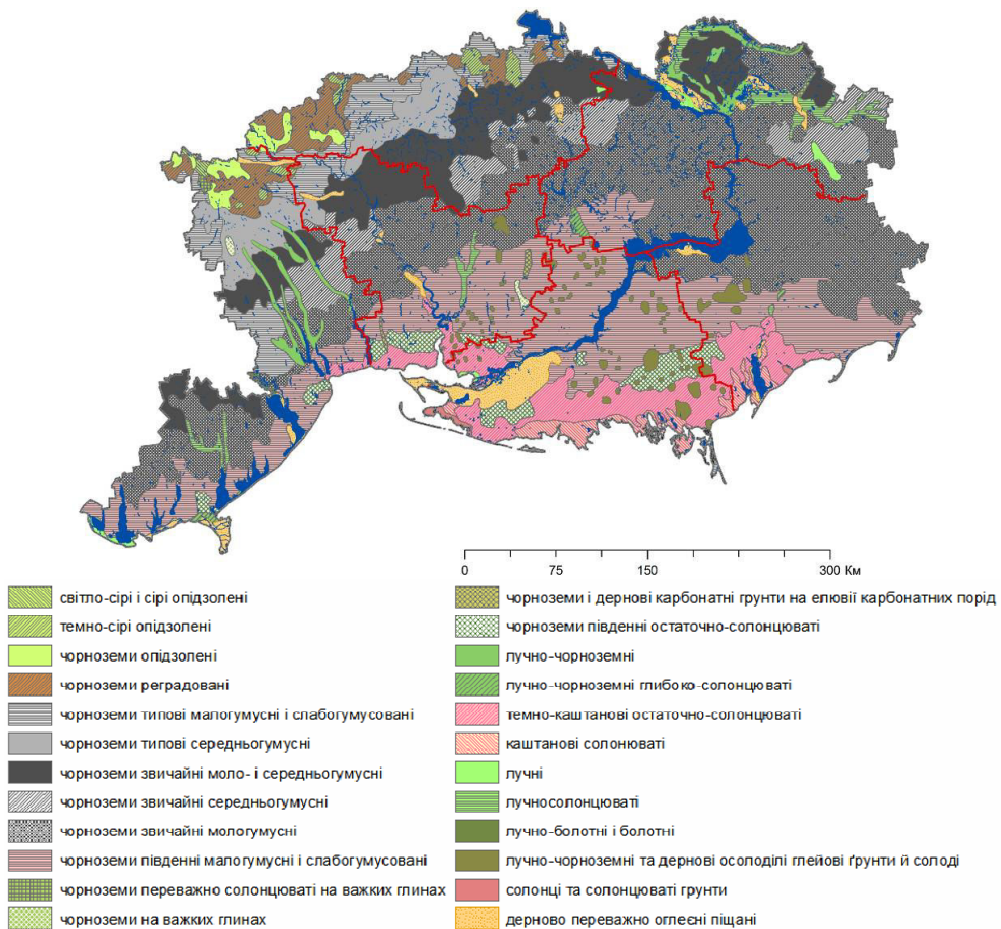 0 75 150 300 Км
світло-сірі і сірі опідзолені
темно-сірі опідзолені
чорноземи опідзолені
чорноземи реградовані
чорноземи типові малогумусні і слабогумусовані
чорноземи типові середньогумусні
чорноземи звичайні моло- і середньогумусні
чорноземи звичайні середньогумусні
чорноземи звичайні мологумусні
чорноземи південні малогумусні і слабогумусовані
чорноземи переважно солонцюваті на важких глинах
чорноземи на важких глинах
чорноземи і дернові карбонатні ґрунти на елювії карбонатних порід
чорноземи південні остаточно-солонцюваті
лучно-чорноземні
лучно-чорноземні глибоко-солонцюваті
темно-каштанові остаточно-солонцюваті
каштанові солонюваті
лучні
лучносолонцюваті
лучно-болотні і болотні
лучно-чорноземні та дернові осолоділі глейові ґрунти й солоді
солонці та солонцюваті ґрунти
дерново переважно оглеєні піщані